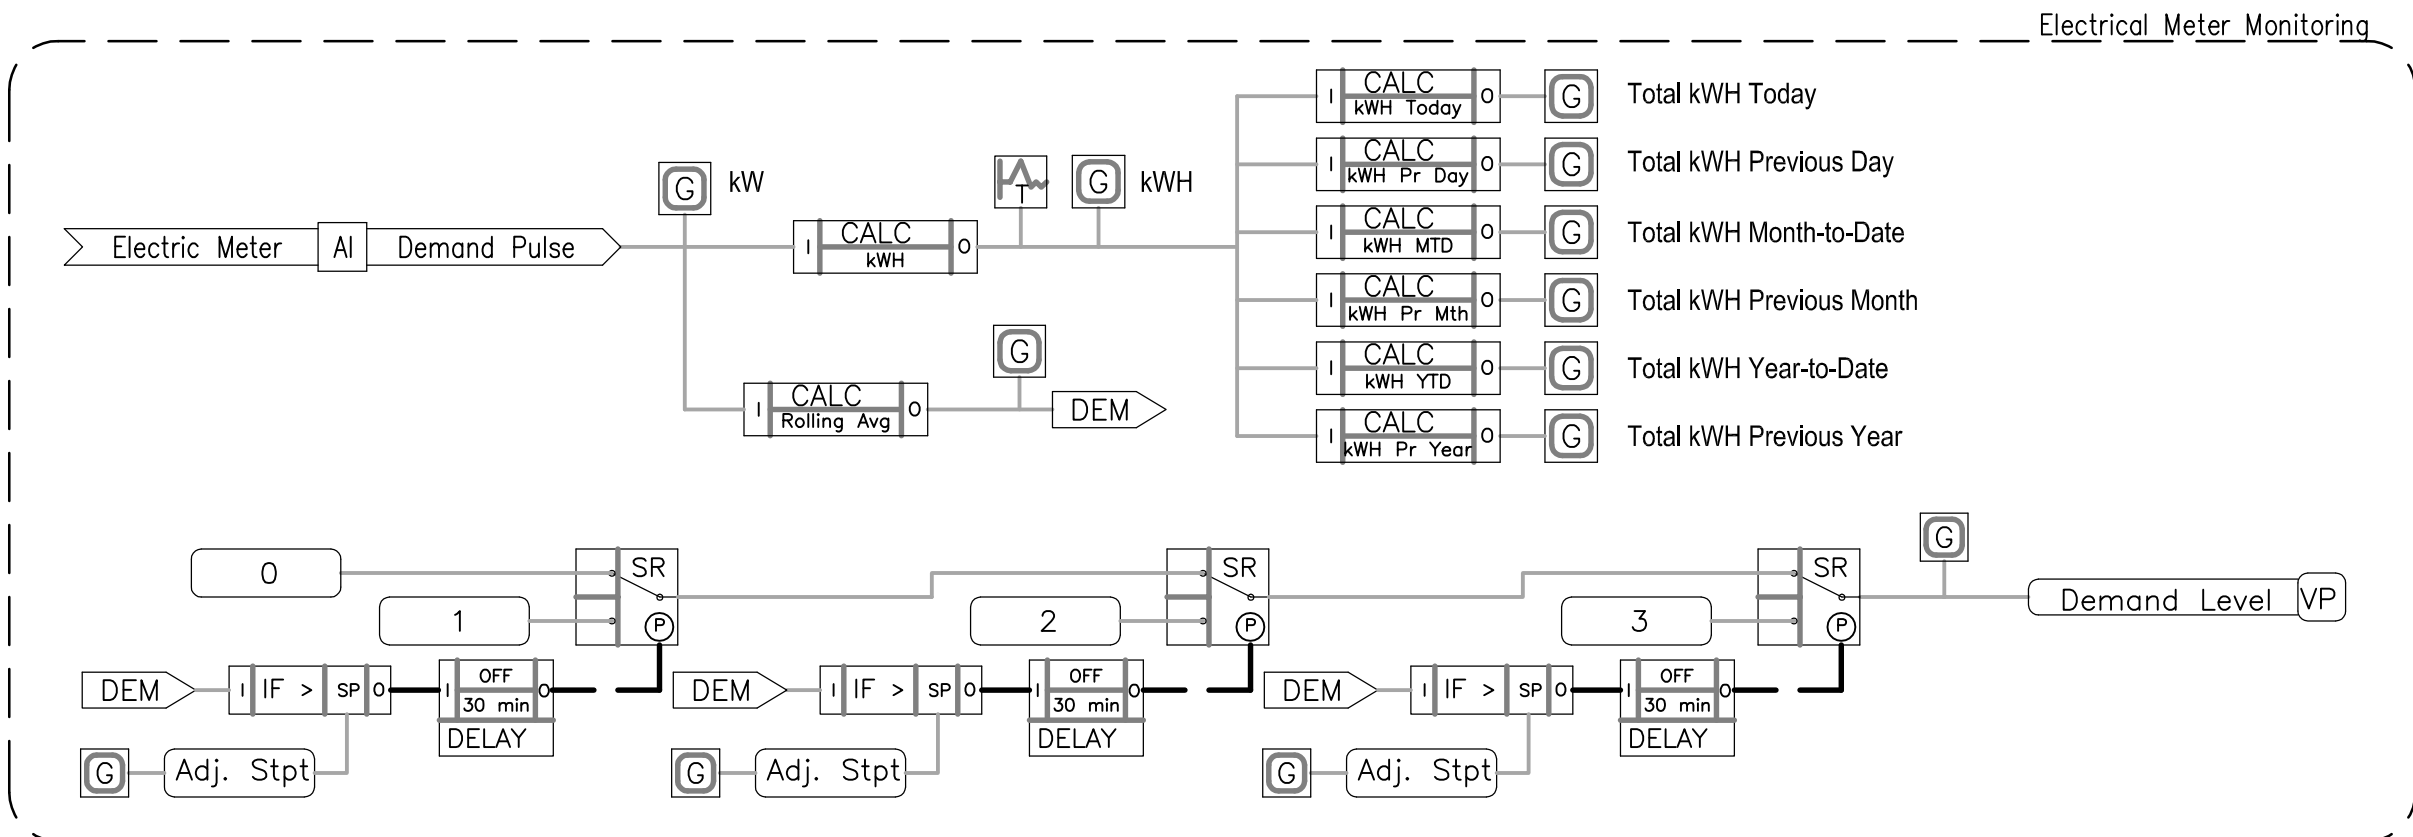 Electrical Meter Monitoring
I CALC O G Total kWH Today
kWH Today
I CALC O G Total kWH Previous Day
kWH Pr Day
G kW T G kWH
I CALC O G Total kWH Month-to-Date
kWH MTD
Electric Meter AI Demand Pulse I CALC O
kWH
I CALC O G Total kWH Previous Month
kWH Pr Mth
G
I CALC O G Total kWH Year-to-Date
kWH YTD
I CALC O DEM
Rolling Avg
I CALC O G Total kWH Previous Year
kWH Pr Year
G
0 SR SR SR
1 P 2 P 3 P Demand Level VP
DEM I IF > SP O I OFF O DEM I IF > SP O I OFF O DEM I IF > SP O I OFF O
30 min 30 min 30 min
DELAY DELAY DELAY
G Adj. Stpt G Adj. Stpt G Adj. Stpt